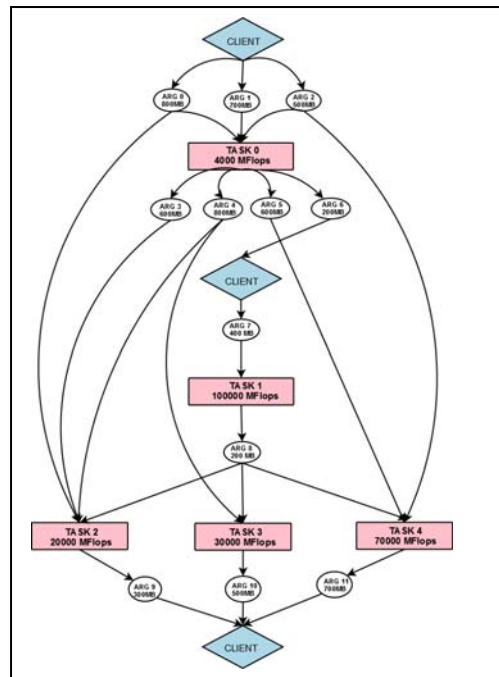 CLIENT
ARG 0
800MB
ARG 1
700MB
ARG 2
500MB
TASK 0
4000 MFlops
ARG 3
600MB
ARG 4
800MB
ARG 5
600MB
ARG 6
200MB
CLIENT
ARG 7
400 MB
TASK 1
100000 MFlops
ARG 8
200 MB
TASK 2
20000 MFlops
TASK 3
30000 MFlops
TASK 4
70000 MFlops
ARG 9
300MB
ARG 10
500MB
ARG 11
700MB
CLIENT